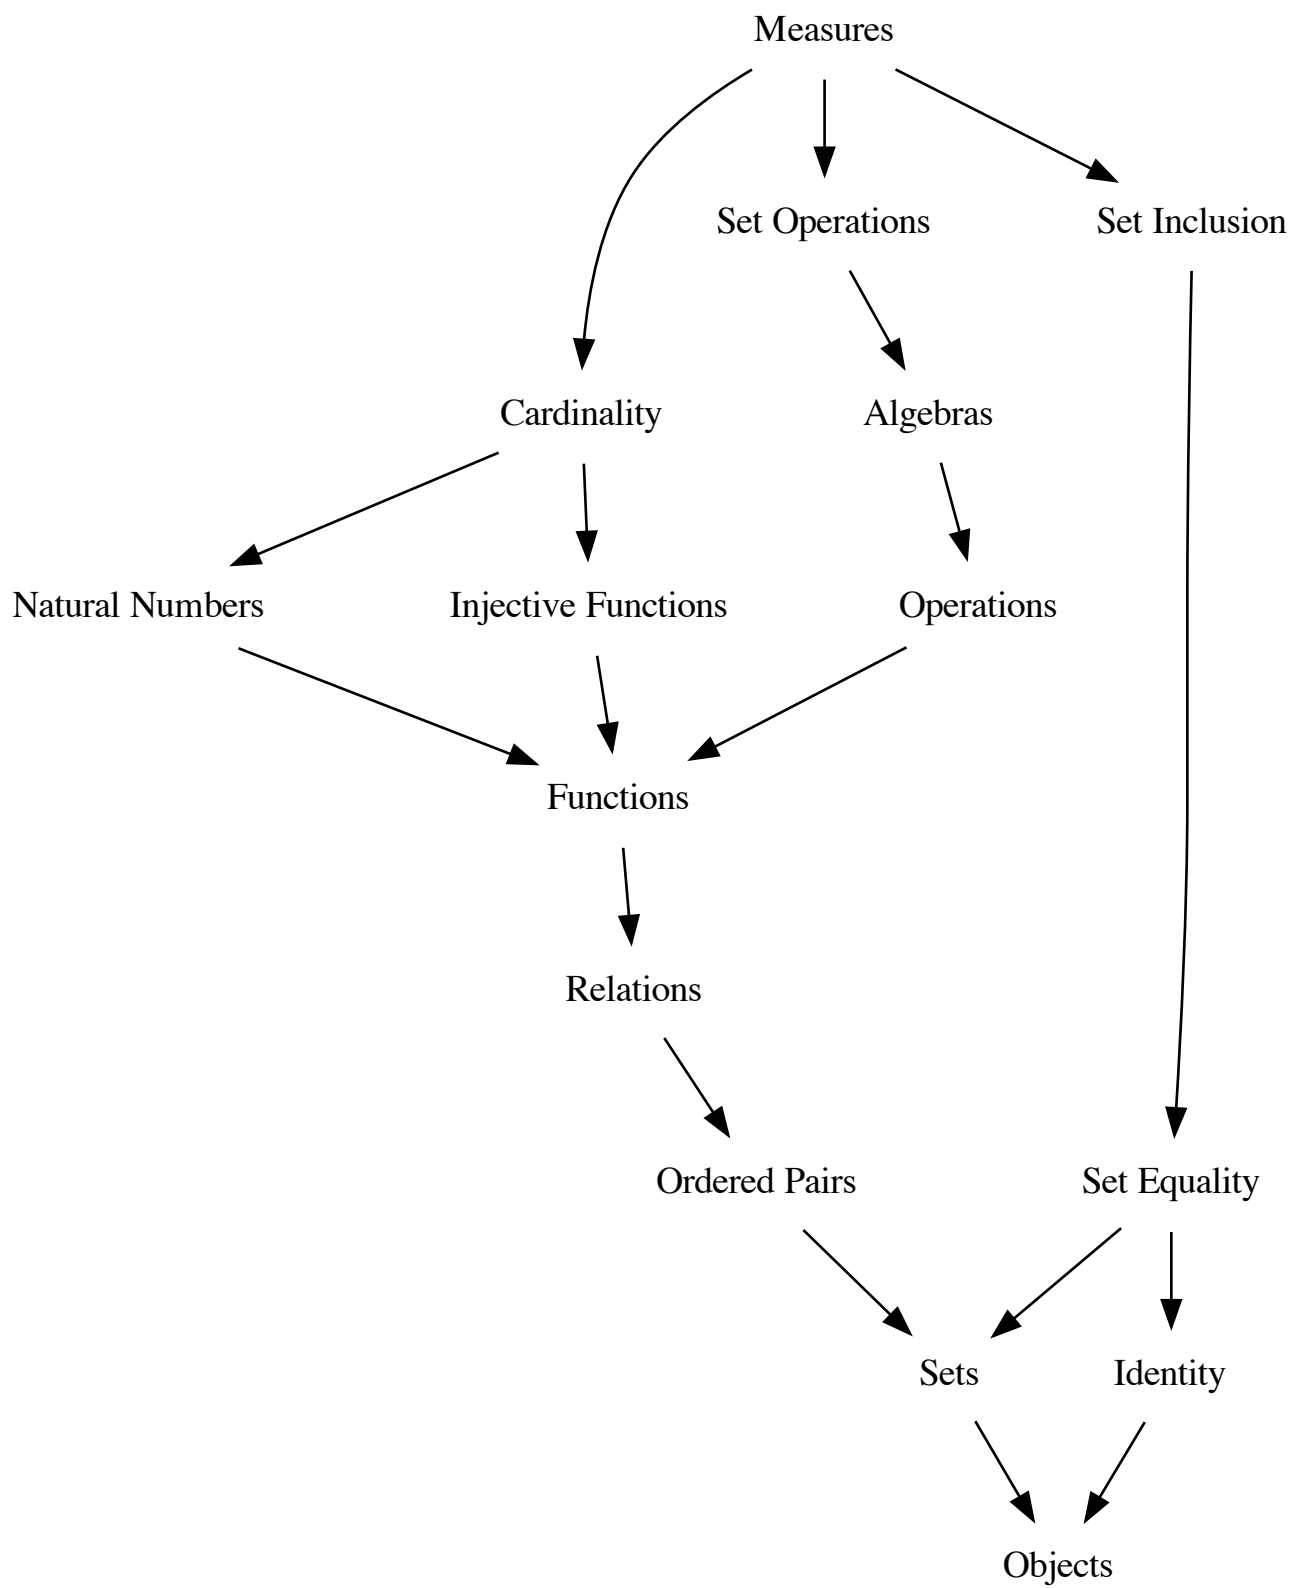 Measures
Set Operations
Set Inclusion
Cardinality
Algebras
Natural Numbers
Injective Functions
Operations
Functions
Relations
Ordered Pairs
Set Equality
Sets
Identity
Objects